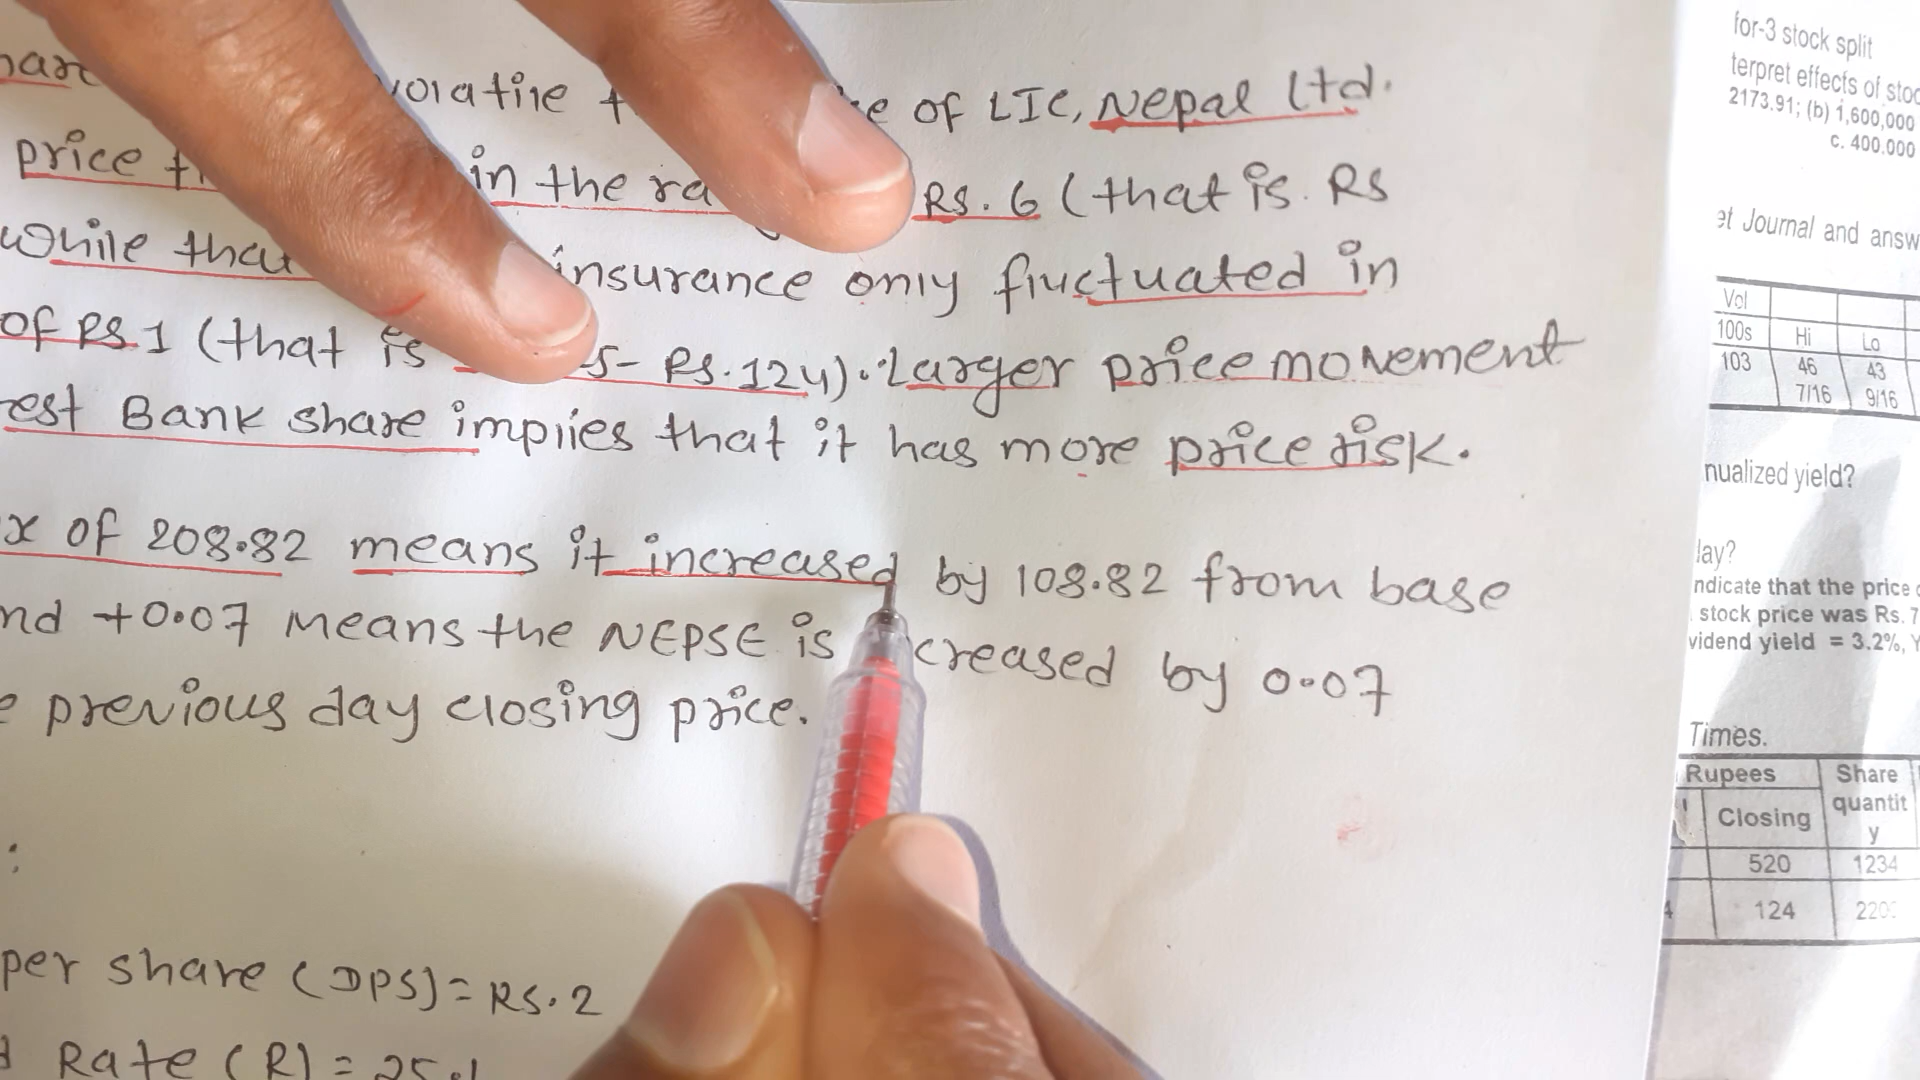 of LIC, Nepal Ltd.
price in the Rs. 6 (that is Rs
while that insurance only fluctuated in
of Rs. 1 (that is 5- Rs. 124). Larger price movement
est Bank share implies that it has more price risk.
x of 208.82 means it increased by 108.82 from base
nd +0.07 means the NEPSE is creased by 0.07
e previous day closing price.
:
per share (DPS) = Rs. 2
Rate (R) =
for-3 stock split
terpret effects of stoc
2173.91; (b) 1,600,000
c. 400.000
et Journal and answ
Vol
100s Hi Lo
103 46 43
7/16 9/16
nualized yield?
lay?
ndicate that the price
stock price was Rs. 7
vidend yield = 3.2%, Y
Times.
Rupees Share
Closing quantit
y
520 1234
4 124 220